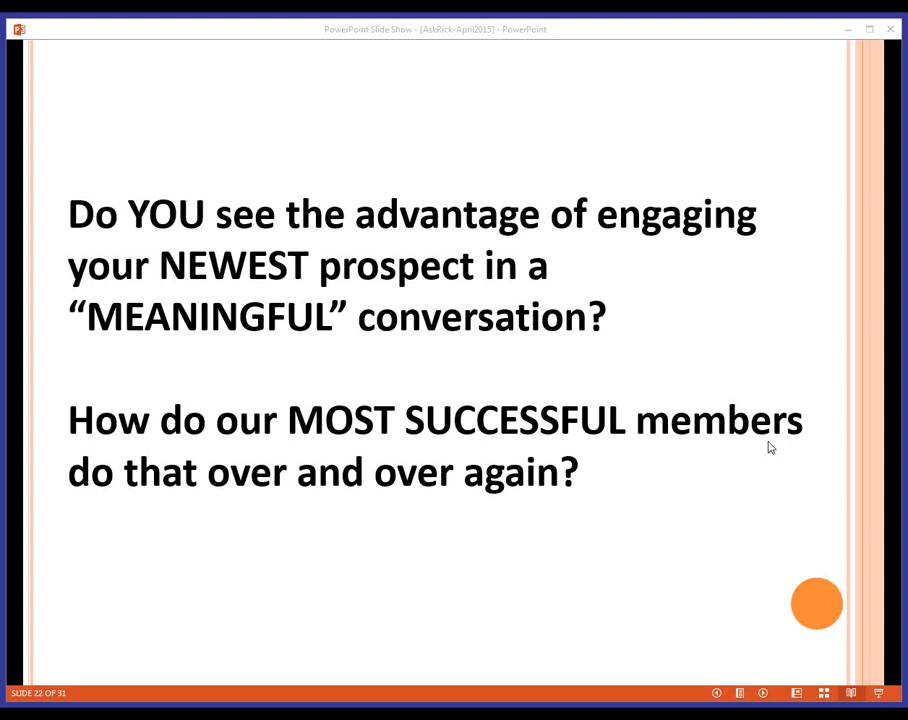 PowerPoint Slide Show - [AskRick-April2015] - PowerPoint
Do YOU see the advantage of engaging
your NEWEST prospect in a
“MEANINGFUL” conversation?
How do our MOST SUCCESSFUL members
do that over and over again?
SLIDE 22 OF 31